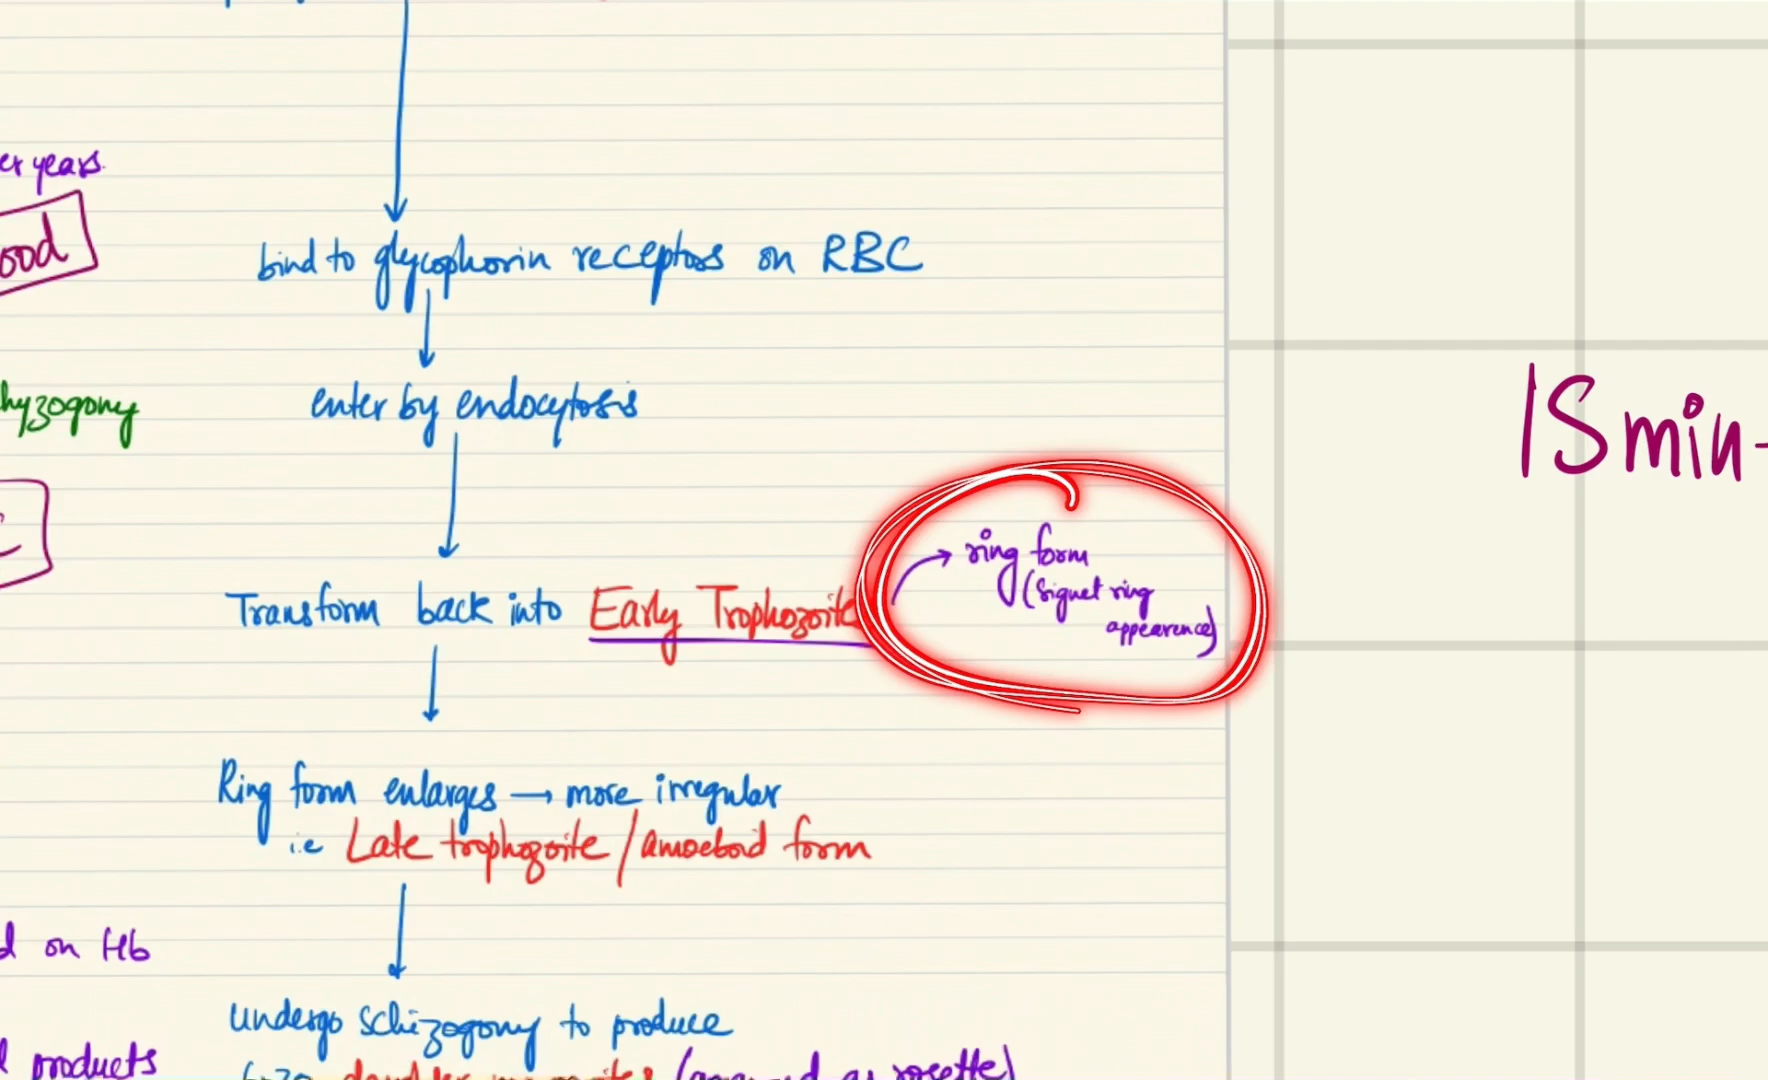 er years.
ood
bind to glycophorin receptors on RBC
hyzogony
enter by endocytosis
15 min
ring form
(Signet ring
appearence)
Transform back into Early Trophozoite
Ring form enlarges → more irregular
i.e Late trophozoite / amoeboid form
d on Hb
undergo schizogony to produce
products